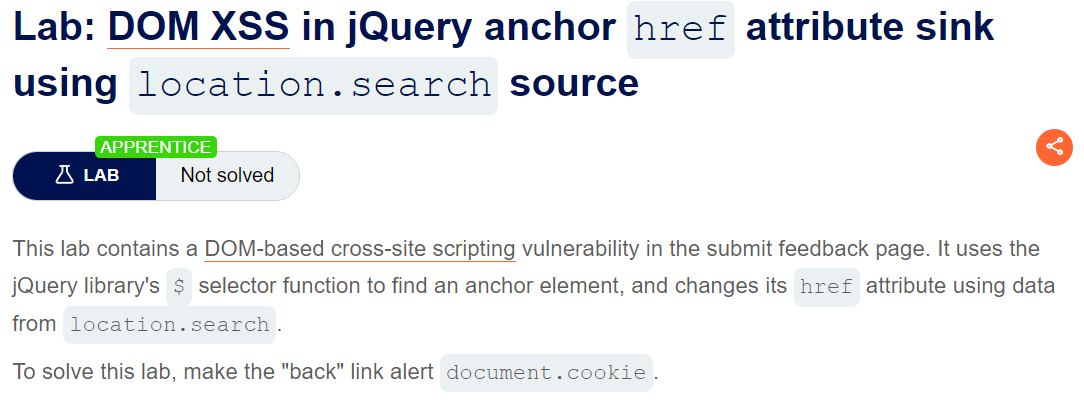 Lab: DOM XSS in jQuery anchor href attribute sink
using location.search source
APPRENTICE
LAB Not solved
This lab contains a DOM-based cross-site scripting vulnerability in the submit feedback page. It uses the
jQuery library's $ selector function to find an anchor element, and changes its href attribute using data
from location.search.
To solve this lab, make the "back" link alert document.cookie.